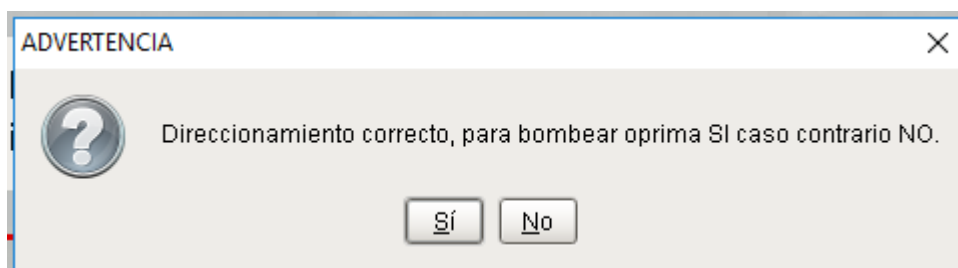 ADVERTENCIA
Direccionamiento correcto, para bombear oprima SI caso contrario NO.
Sí No